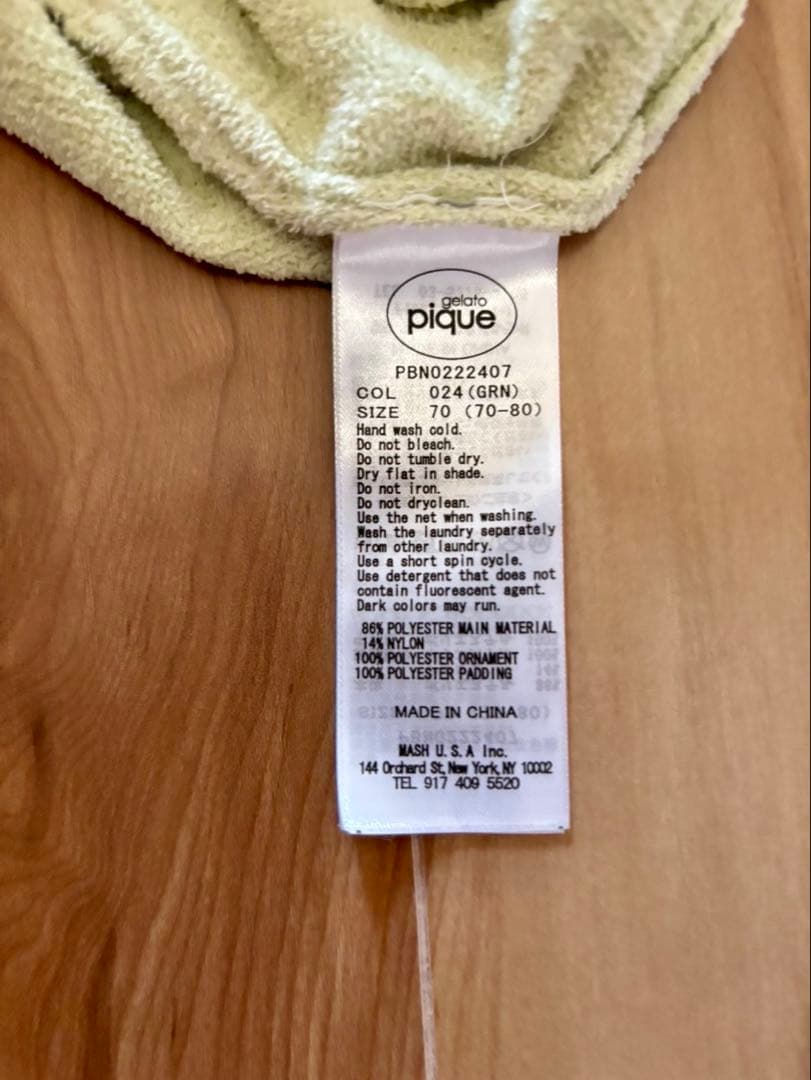 gelato
pique
PBN0222407
COL 024(GRN)
SIZE 70 (70-80)
Hand wash cold.
Do not bleach.
Do not tumble dry.
Dry flat in shade.
Do not iron.
Do not dryclean.
Use the net when washing.
Wash the laundry separately
from other laundry.
Use a short spin cycle.
Use detergent that does not
contain fluorescent agent.
Dark colors may run.
86% POLYESTER MAIN MATERIAL
14% NYLON
100% POLYESTER ORNAMENT
100% POLYESTER PADDING
MADE IN CHINA
MASH U.S.A Inc.
144 Orchard St, New York, NY 10002
TEL 917 409 5520